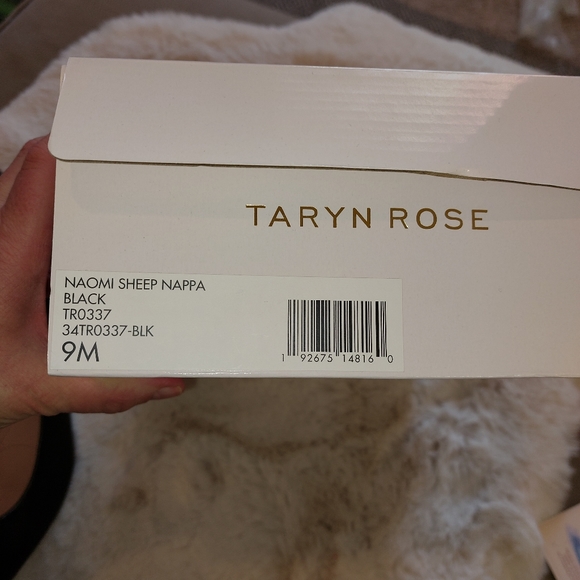 TARYN ROSE
NAOMI SHEEP NAPPA
BLACK
TR0337
34TR0337-BLK
9M
1 92675 14816 0